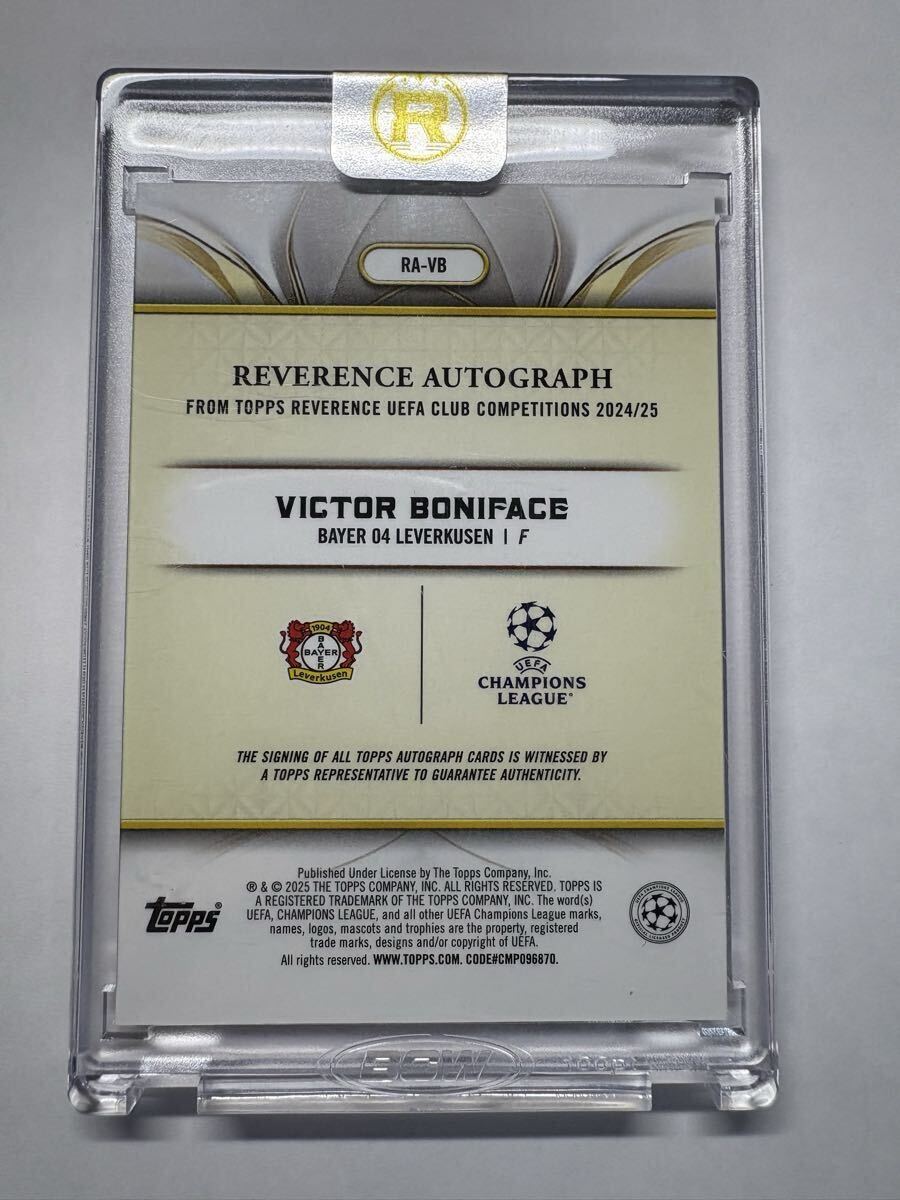 R
RA-VB
REVERENCE AUTOGRAPH
FROM TOPPS REVERENCE UEFA CLUB COMPETITIONS 2024/25
VICTOR BONIFACE
BAYER 04 LEVERKUSEN | F
1904
BAYER
BAYER
Leverkusen
UEFA
CHAMPIONS
LEAGUE®
THE SIGNING OF ALL TOPPS AUTOGRAPH CARDS IS WITNESSED BY
A TOPPS REPRESENTATIVE TO GUARANTEE AUTHENTICITY.
topps®
Published Under License by The Topps Company, Inc.
® & © 2025 THE TOPPS COMPANY, INC. ALL RIGHTS RESERVED. TOPPS IS
A REGISTERED TRADEMARK OF THE TOPPS COMPANY, INC. The word(s)
UEFA, CHAMPIONS LEAGUE, and all other UEFA Champions League marks,
names, logos, mascots and trophies are the property, registered
trade marks, designs and/or copyright of UEFA.
All rights reserved. WWW.TOPPS.COM. CODE#CMP096870.
BCW